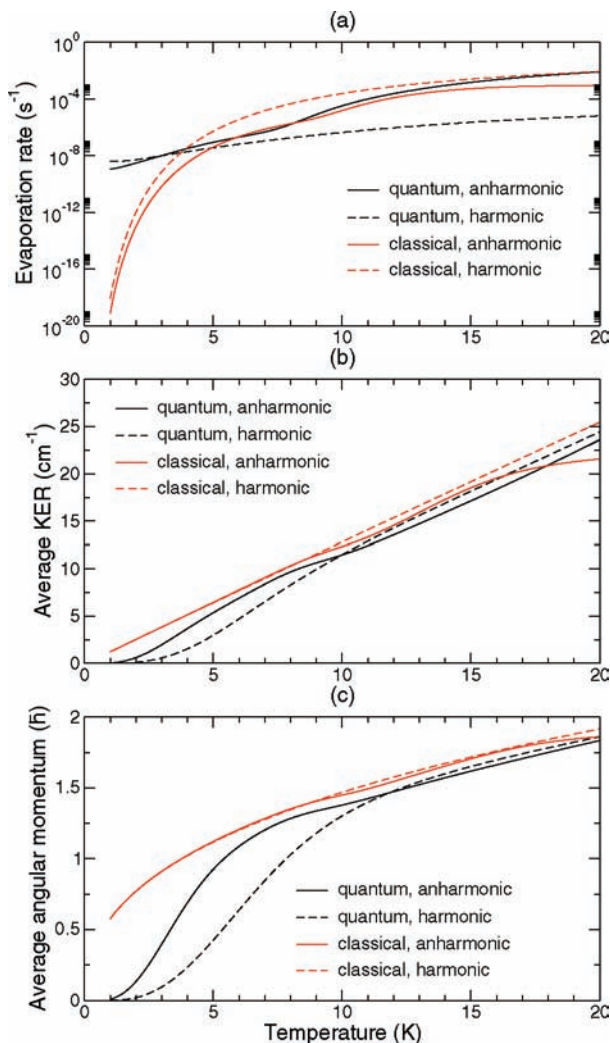 (a)
10^0
10^-4
10^-8
10^-12
10^-16
10^-20
Evaporation rate (s^-1)
quantum, anharmonic
quantum, harmonic
classical, anharmonic
classical, harmonic
0 5 10 15 20
(b)
30
25
20
15
10
5
0
Average KER (cm^-1)
quantum, anharmonic
quantum, harmonic
classical, anharmonic
classical, harmonic
0 5 10 15 20
(c)
2
1.5
1
0.5
0
Average angular momentum (ħ)
quantum, anharmonic
quantum, harmonic
classical, anharmonic
classical, harmonic
0 5 10 15 20
Temperature (K)